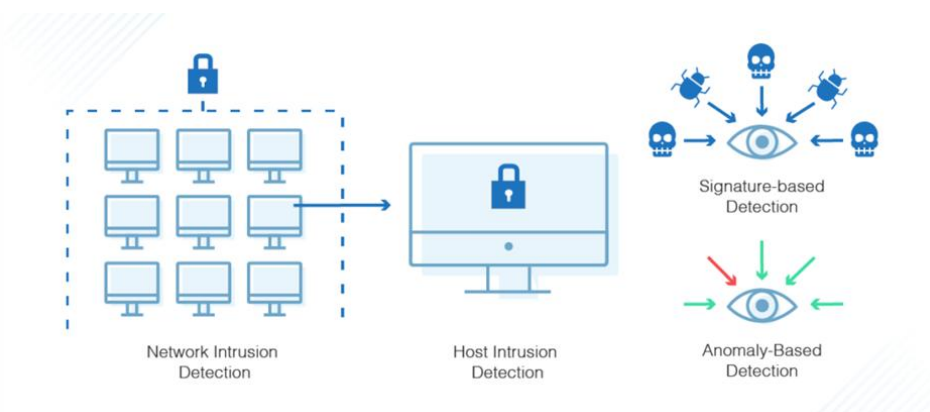 Network Intrusion
Detection
Host Intrusion
Detection
Signature-based
Detection
Anomaly-Based
Detection